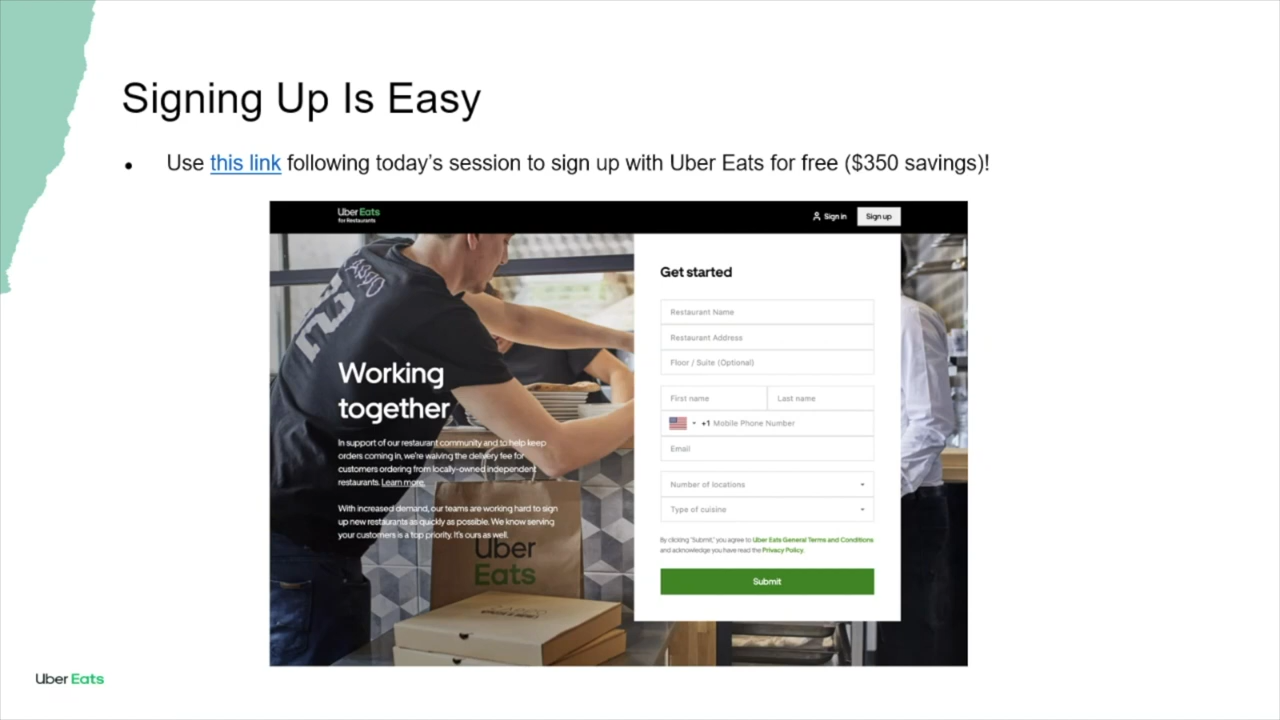 Signing Up Is Easy
• Use this link following today's session to sign up with Uber Eats for free ($350 savings)!
Uber Eats
for Restaurants
Sign in
Sign up
72
Working
together
In support of our restaurant community and to help keep
orders coming in, we're waiving the delivery fee for
customers ordering from locally-owned independent
restaurants. Learn more.
With increased demand, our teams are working hard to sign
up new restaurants as quickly as possible. We know serving
your customers is a top priority. It's ours as well.
Uber
Eats
Get started
Restaurant Name
Restaurant Address
Floor / Suite (Optional)
First name
Last name
+1 Mobile Phone Number
Email
Number of locations
Type of cuisine
By clicking "Submit," you agree to Uber Eats General Terms and Conditions
and acknowledge you have read the Privacy Policy.
Submit
Uber Eats